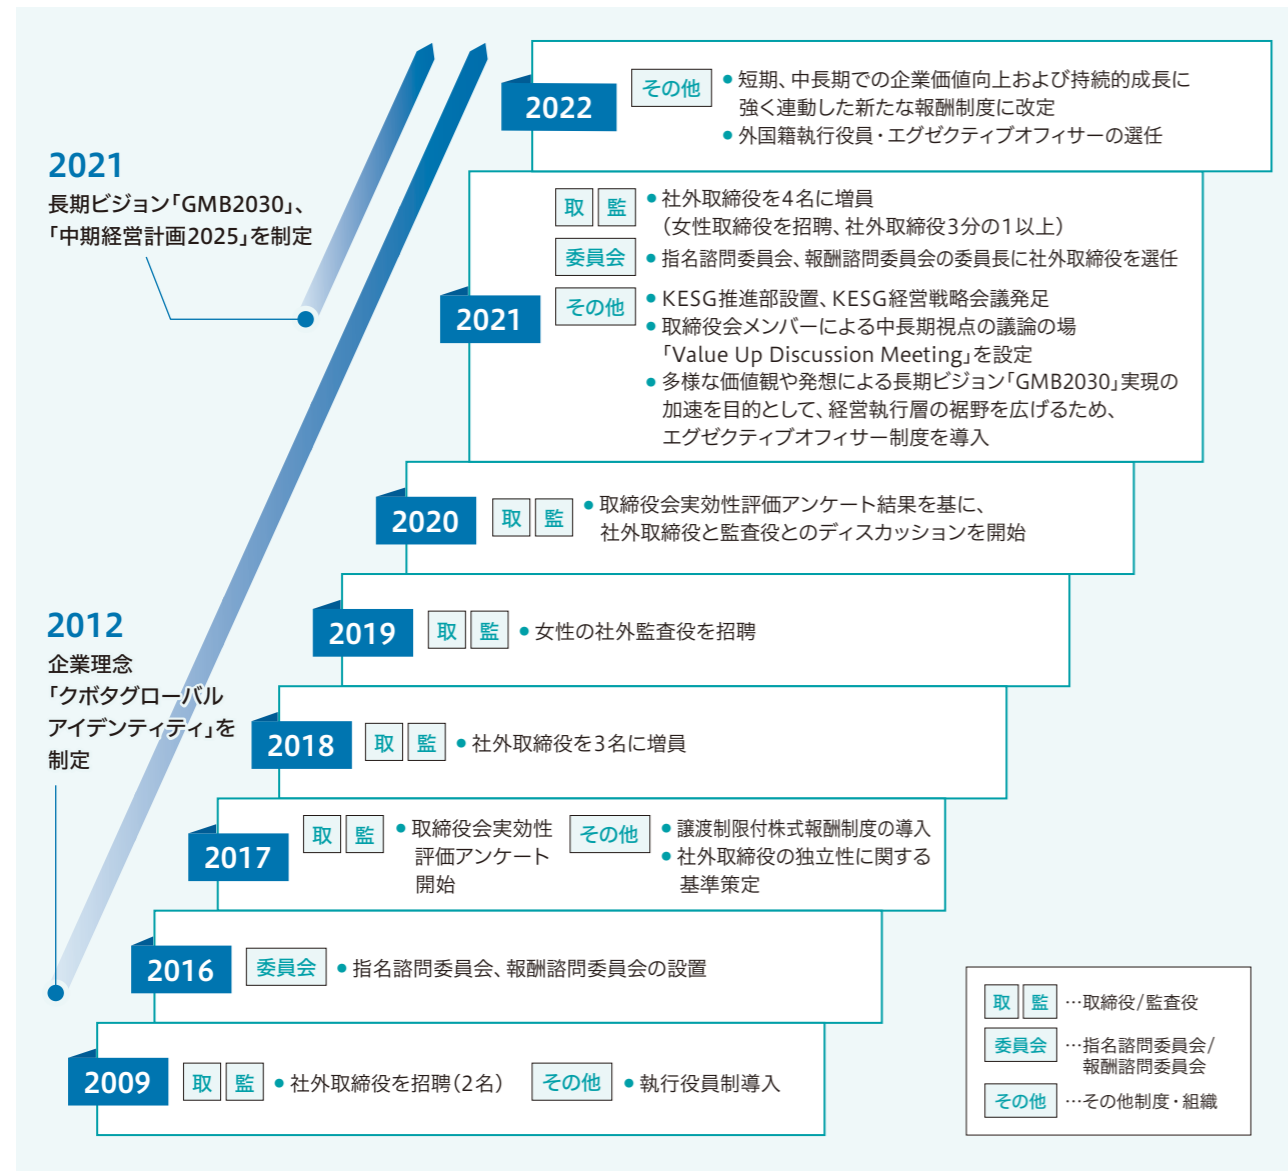 2022
その他
● 短期、中長期での企業価値向上および持続的成長に
強く連動した新たな報酬制度に改定
● 外国籍執行役員・エグゼクティブオフィサーの選任
2021
長期ビジョン「GMB2030」、
「中期経営計画2025」を制定
2021
取 監
● 社外取締役を4名に増員
（女性取締役を招聘、社外取締役3分の1以上）
委員会
● 指名諮問委員会、報酬諮問委員会の委員長に社外取締役を選任
その他
● KESG推進部設置、KESG経営戦略会議発足
● 取締役会メンバーによる中長期視点の議論の場
「Value Up Discussion Meeting」を設定
● 多様な価値観や発想による長期ビジョン「GMB2030」実現の
加速を目的として、経営執行層の裾野を広げるため、
エグゼクティブオフィサー制度を導入
2020
取 監
● 取締役会実効性評価アンケート結果を基に、
社外取締役と監査役とのディスカッションを開始
2012
企業理念
「クボタグローバル
アイデンティティ」を
制定
2019
取 監
● 女性の社外監査役を招聘
2018
取 監
● 社外取締役を3名に増員
2017
取 監
● 取締役会実効性
評価アンケート
開始
その他
● 譲渡制限付株式報酬制度の導入
● 社外取締役の独立性に関する
基準策定
2016
委員会
● 指名諮問委員会、報酬諮問委員会の設置
2009
取 監
● 社外取締役を招聘（2名）
その他
● 執行役員制導入
取 監 …取締役/監査役
委員会 …指名諮問委員会/
報酬諮問委員会
その他 …その他制度・組織